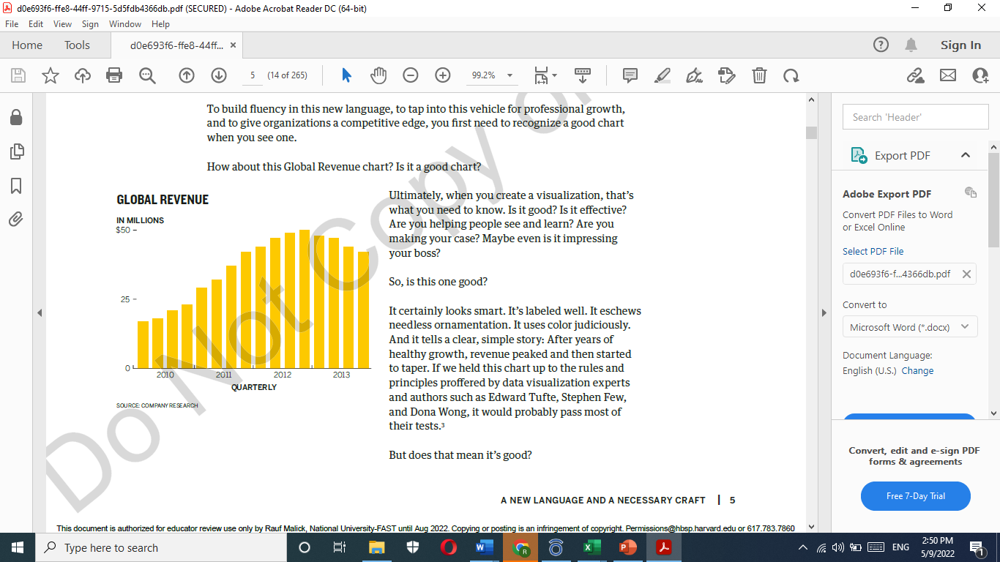 d0e693f6-ffe8-44ff-9715-5d5fdb4366db.pdf (SECURED) - Adobe Acrobat Reader DC (64-bit)
File Edit View Sign Window Help
Home Tools d0e693f6-ffe8-44ff... × Sign In
5 (14 of 265) 99.2%
To build fluency in this new language, to tap into this vehicle for professional growth,
and to give organizations a competitive edge, you first need to recognize a good chart
when you see one.
How about this Global Revenue chart? Is it a good chart?
GLOBAL REVENUE
IN MILLIONS
$50
25
0
2010 2011 2012 2013
QUARTERLY
SOURCE: COMPANY RESEARCH
Ultimately, when you create a visualization, that's
what you need to know. Is it good? Is it effective?
Are you helping people see and learn? Are you
making your case? Maybe even is it impressing
your boss?
So, is this one good?
It certainly looks smart. It's labeled well. It eschews
needless ornamentation. It uses color judiciously.
And it tells a clear, simple story: After years of
healthy growth, revenue peaked and then started
to taper. If we held this chart up to the rules and
principles proffered by data visualization experts
and authors such as Edward Tufte, Stephen Few,
and Dona Wong, it would probably pass most of
their tests.³
But does that mean it's good?
A NEW LANGUAGE AND A NECESSARY CRAFT | 5
This document is authorized for educator review use only by Rauf Malick, National University-FAST until Aug 2022. Copying or posting is an infringement of copyright. Permissions@hbsp.harvard.edu or 617.783.7860
Do Not Copy or
Search 'Header'
Export PDF
Adobe Export PDF
Convert PDF Files to Word
or Excel Online
Select PDF File
d0e693f6-f...4366db.pdf
Convert to
Microsoft Word (*.docx)
Document Language:
English (U.S.) Change
Convert, edit and e-sign PDF
forms & agreements
Free 7-Day Trial
Type here to search
ENG
2:50 PM
5/9/2022
1